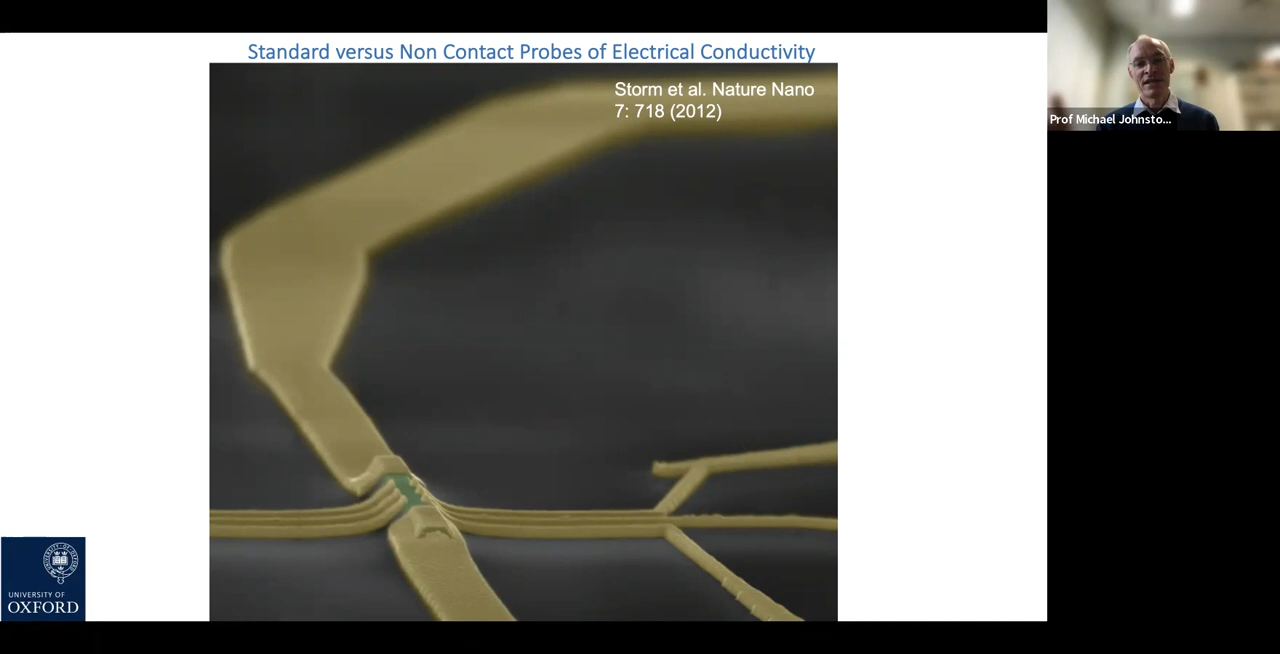 Standard versus Non Contact Probes of Electrical Conductivity
Storm et al. Nature Nano
7: 718 (2012)
Prof Michael Johnsto...
UNIVERSITY OF
OXFORD